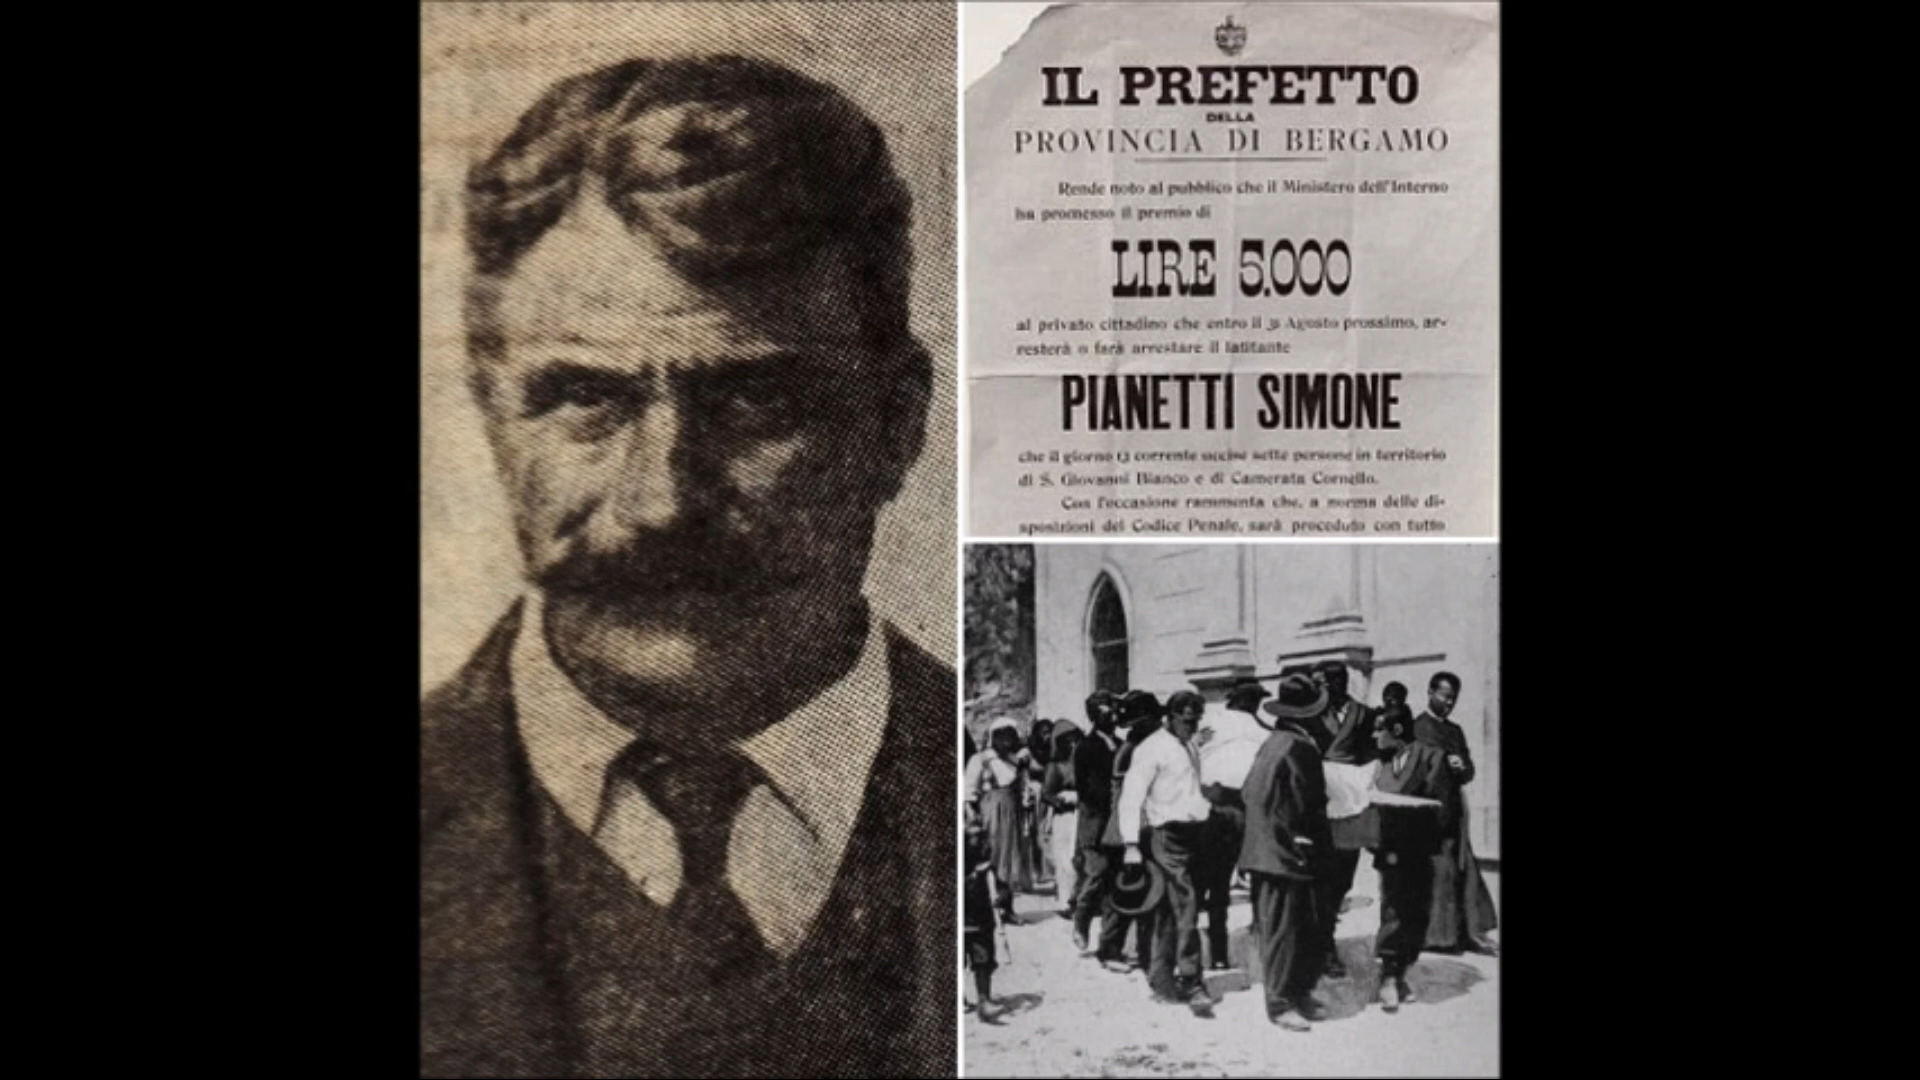 IL PREFETTO
DELLA
PROVINCIA DI BERGAMO
Rende noto al pubblico che il Ministero dell'Interno
ha promesso il premio di
LIRE 5.000
al privato cittadino che entro il 31 Agosto prossimo, ar-
resterà o farà arrestare il latitante
PIANETTI SIMONE
che il giorno 13 corrente uccise sette persone in territorio
di S. Giovanni Bianco e di Camerata Cornello.
Con l'occasione rammenta che, a norma delle di-
sposizioni del Codice Penale, sarà proceduto con tutto